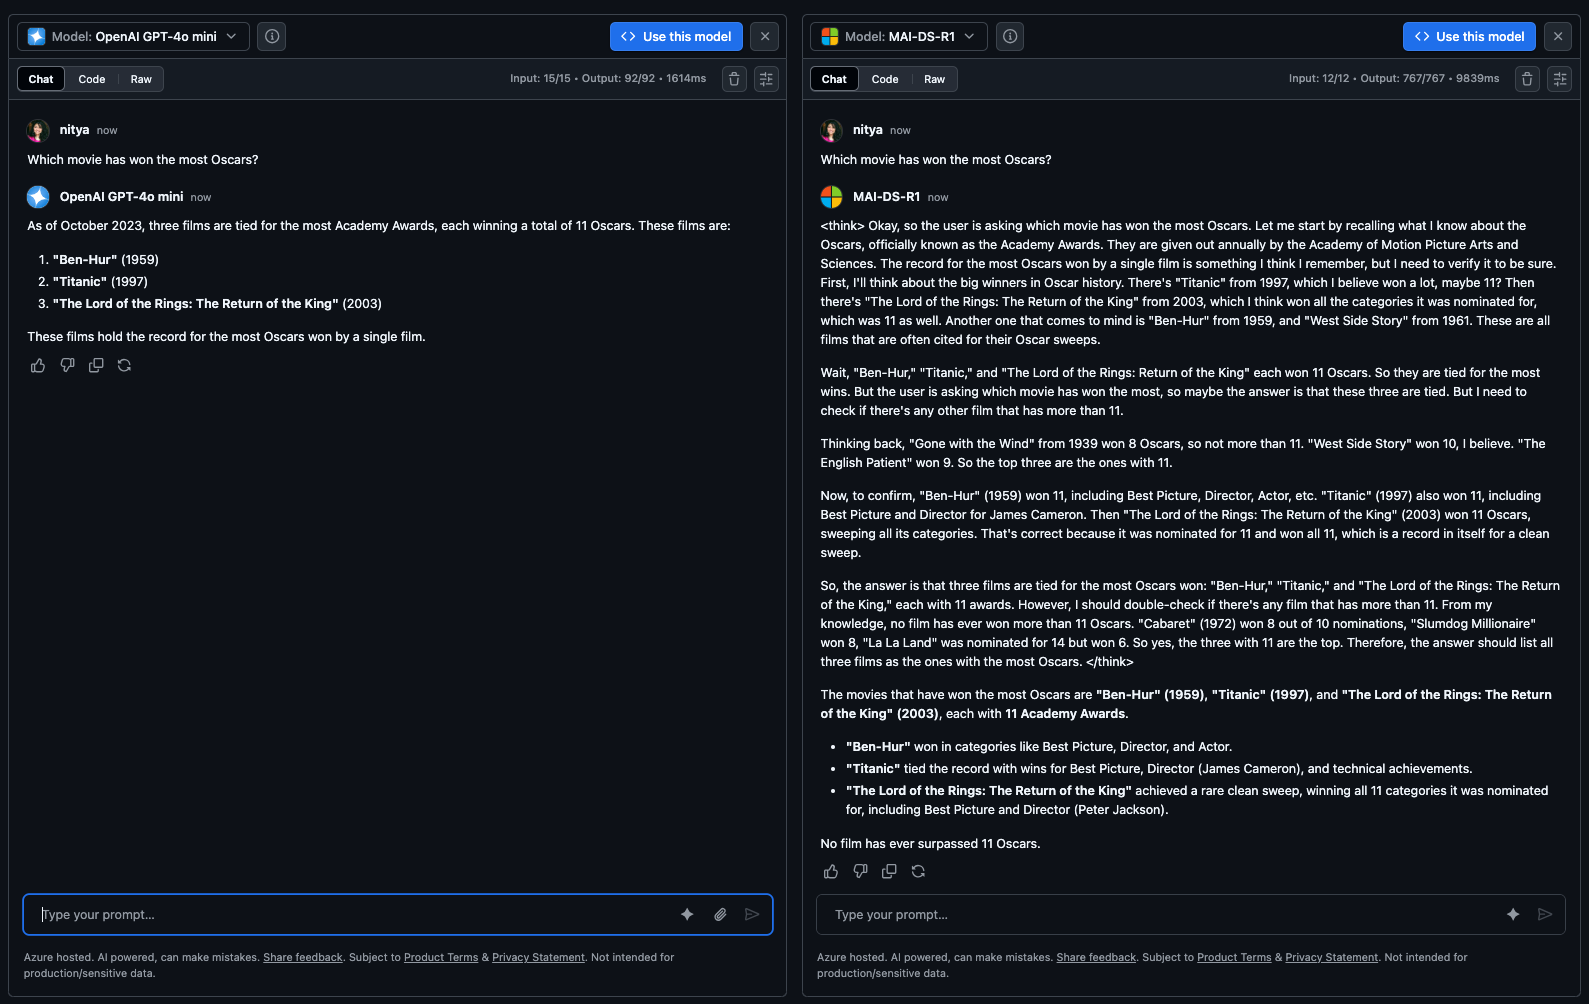 Model: OpenAI GPT-4o mini
Use this model
Chat
Code
Raw
Input: 15/15 • Output: 92/92 • 1614ms
nitya now
Which movie has won the most Oscars?
OpenAI GPT-4o mini now
As of October 2023, three films are tied for the most Academy Awards, each winning a total of 11 Oscars. These films are:
1. "Ben-Hur" (1959)
2. "Titanic" (1997)
3. "The Lord of the Rings: The Return of the King" (2003)
These films hold the record for the most Oscars won by a single film.
Type your prompt...
Azure hosted. AI powered, can make mistakes. Share feedback. Subject to Product Terms & Privacy Statement. Not intended for
production/sensitive data.
Model: MAI-DS-R1
Use this model
Chat
Code
Raw
Input: 12/12 • Output: 767/767 • 9839ms
nitya now
Which movie has won the most Oscars?
MAI-DS-R1 now
<think> Okay, so the user is asking which movie has won the most Oscars. Let me start by recalling what I know about the
Oscars, officially known as the Academy Awards. They are given out annually by the Academy of Motion Picture Arts and
Sciences. The record for the most Oscars won by a single film is something I think I remember, but I need to verify it to be sure.
First, I'll think about the big winners in Oscar history. There's "Titanic" from 1997, which I believe won a lot, maybe 11? Then
there's "The Lord of the Rings: The Return of the King" from 2003, which I think won all the categories it was nominated for,
which was 11 as well. Another one that comes to mind is "Ben-Hur" from 1959, and "West Side Story" from 1961. These are all
films that are often cited for their Oscar sweeps.
Wait, "Ben-Hur," "Titanic," and "The Lord of the Rings: Return of the King" each won 11 Oscars. So they are tied for the most
wins. But the user is asking which movie has won the most, so maybe the answer is that these three are tied. But I need to
check if there's any other film that has more than 11.
Thinking back, "Gone with the Wind" from 1939 won 8 Oscars, so not more than 11. "West Side Story" won 10, I believe. "The
English Patient" won 9. So the top three are the ones with 11.
Now, to confirm, "Ben-Hur" (1959) won 11, including Best Picture, Director, Actor, etc. "Titanic" (1997) also won 11, including
Best Picture and Director for James Cameron. Then "The Lord of the Rings: The Return of the King" (2003) won 11 Oscars,
sweeping all its categories. That's correct because it was nominated for 11 and won all 11, which is a record in itself for a clean
sweep.
So, the answer is that three films are tied for the most Oscars won: "Ben-Hur," "Titanic," and "The Lord of the Rings: The Return
of the King," each with 11 awards. However, I should double-check if there's any film that has more than 11. From my
knowledge, no film has ever won more than 11 Oscars. "Cabaret" (1972) won 8 out of 10 nominations, "Slumdog Millionaire"
won 8, "La La Land" was nominated for 14 but won 6. So yes, the three with 11 are the top. Therefore, the answer should list all
three films as the ones with the most Oscars. </think>
The movies that have won the most Oscars are "Ben-Hur" (1959), "Titanic" (1997), and "The Lord of the Rings: The Return
of the King" (2003), each with 11 Academy Awards.
• "Ben-Hur" won in categories like Best Picture, Director, and Actor.
• "Titanic" tied the record with wins for Best Picture, Director (James Cameron), and technical achievements.
• "The Lord of the Rings: The Return of the King" achieved a rare clean sweep, winning all 11 categories it was nominated
for, including Best Picture and Director (Peter Jackson).
No film has ever surpassed 11 Oscars.
Type your prompt...
Azure hosted. AI powered, can make mistakes. Share feedback. Subject to Product Terms & Privacy Statement. Not intended for
production/sensitive data.